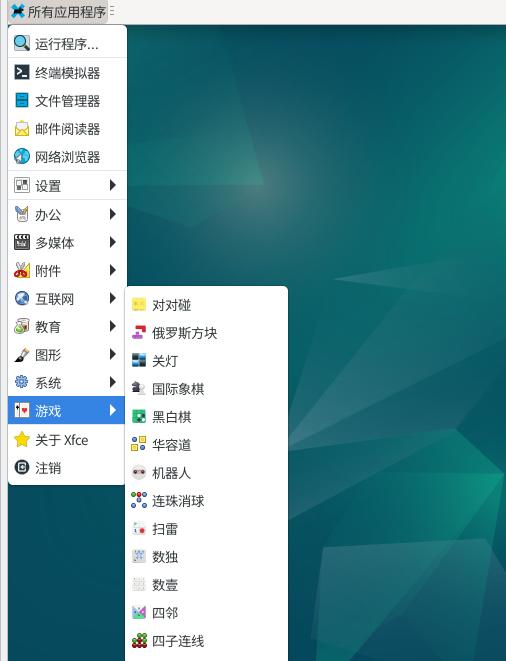 所有应用程序
运行程序...
终端模拟器
文件管理器
邮件阅读器
网络浏览器
设置
办公
多媒体
附件
互联网
教育
图形
系统
游戏
关于 Xfce
注销
对对碰
俄罗斯方块
关灯
国际象棋
黑白棋
华容道
机器人
连珠消球
扫雷
数独
数壹
四邻
四子连线